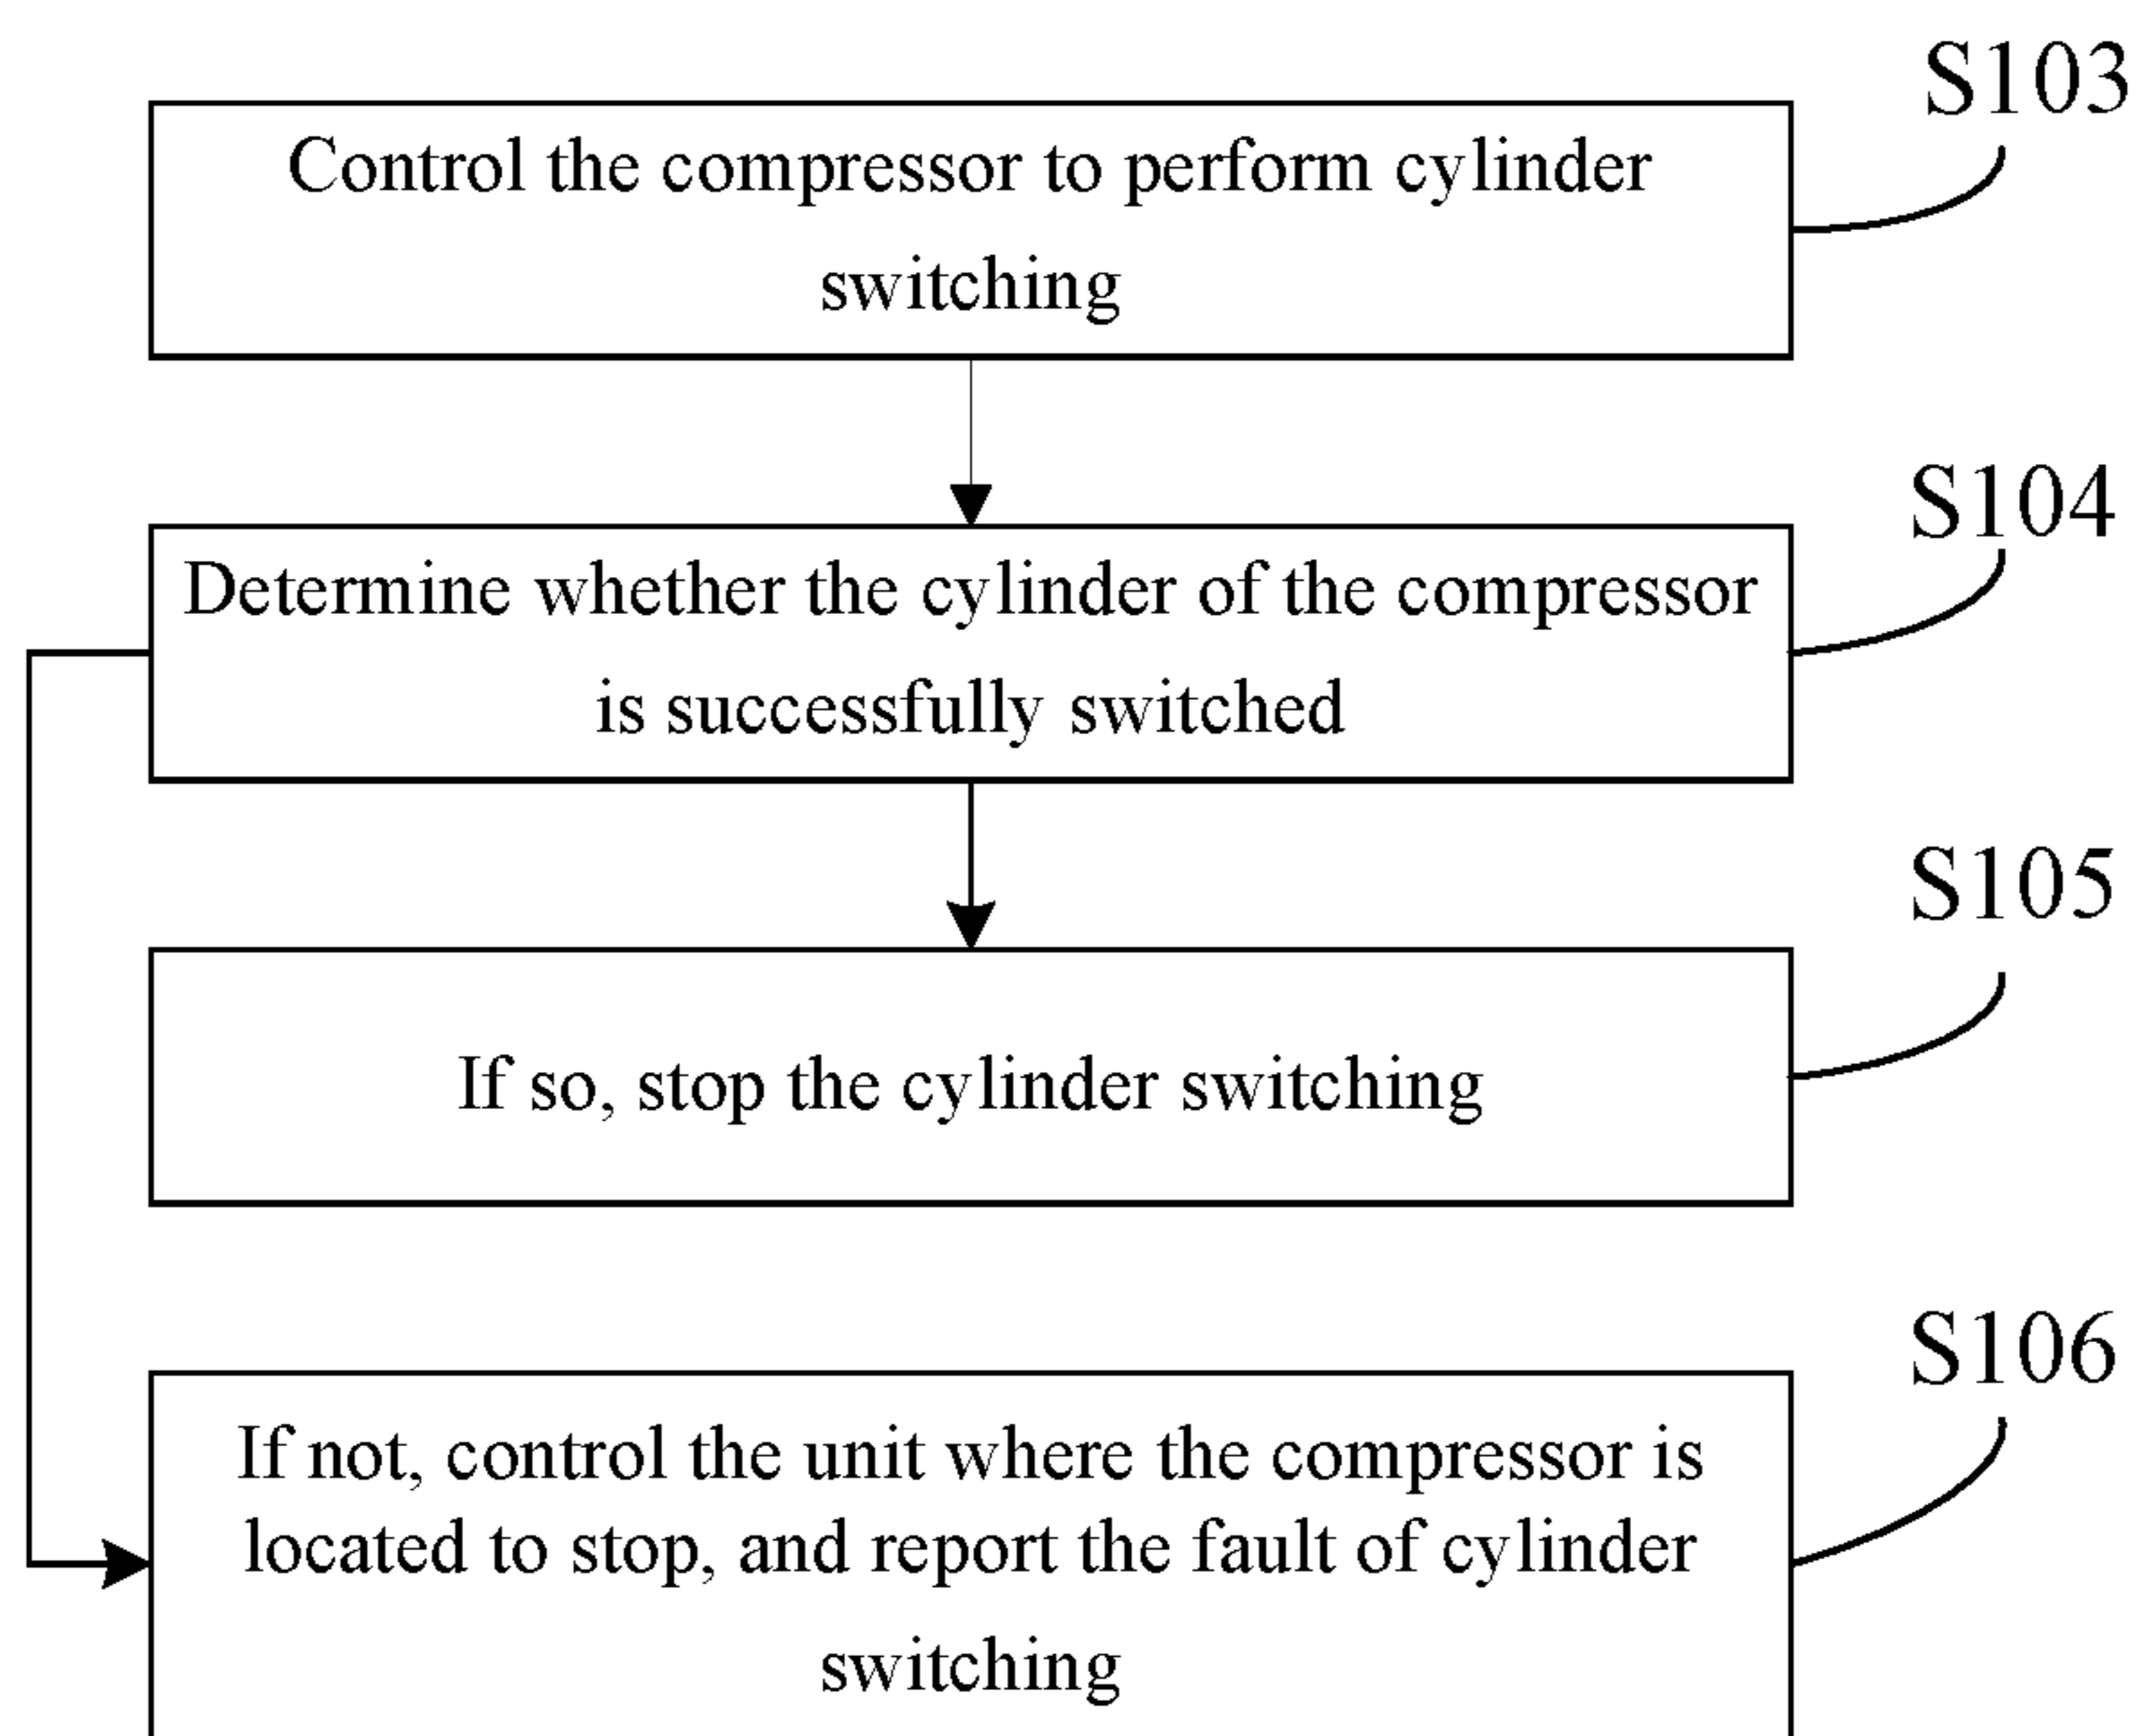 S103
Control the compressor to perform cylinder
switching
S104
Determine whether the cylinder of the compressor
is successfully switched
S105
If so, stop the cylinder switching
S106
If not, control the unit where the compressor is
located to stop, and report the fault of cylinder
switching